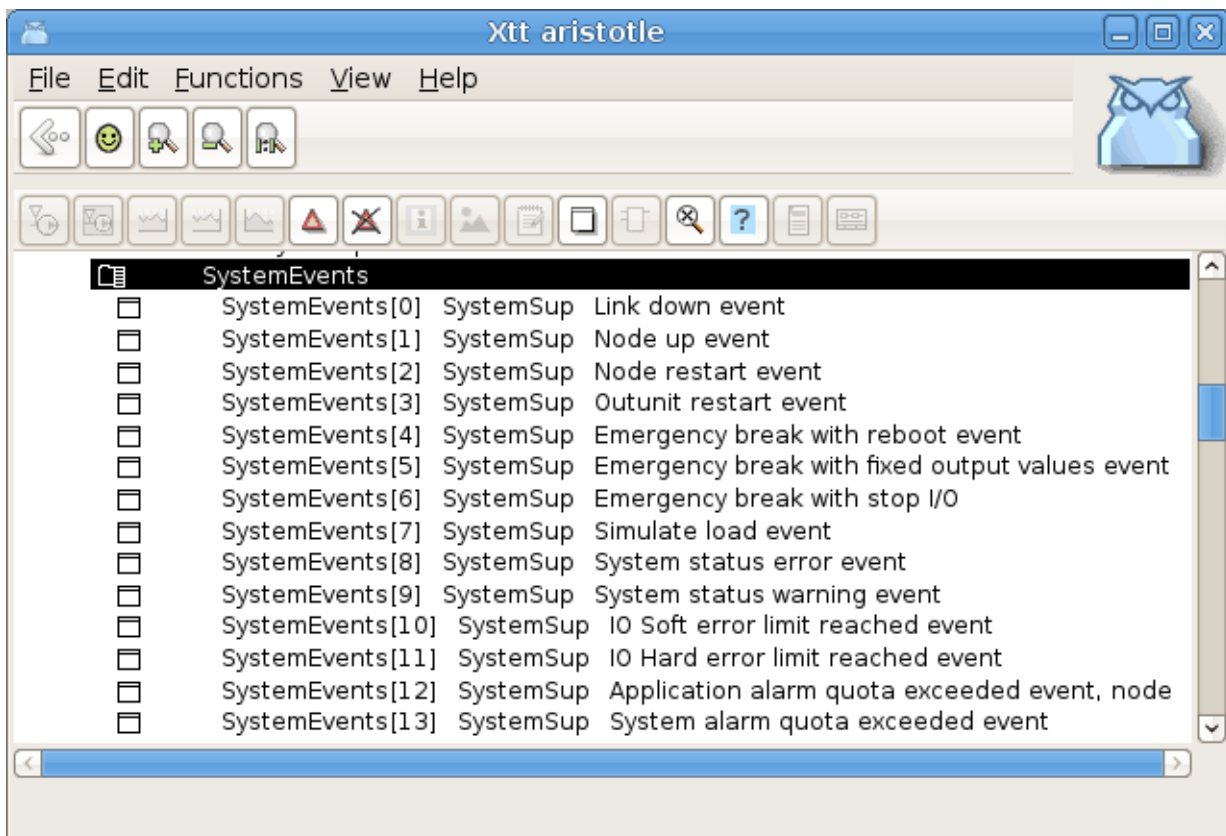 Xtt aristotle
File Edit Functions View Help
SystemEvents
SystemEvents[0] SystemSup Link down event
SystemEvents[1] SystemSup Node up event
SystemEvents[2] SystemSup Node restart event
SystemEvents[3] SystemSup Outunit restart event
SystemEvents[4] SystemSup Emergency break with reboot event
SystemEvents[5] SystemSup Emergency break with fixed output values event
SystemEvents[6] SystemSup Emergency break with stop I/O
SystemEvents[7] SystemSup Simulate load event
SystemEvents[8] SystemSup System status error event
SystemEvents[9] SystemSup System status warning event
SystemEvents[10] SystemSup IO Soft error limit reached event
SystemEvents[11] SystemSup IO Hard error limit reached event
SystemEvents[12] SystemSup Application alarm quota exceeded event, node
SystemEvents[13] SystemSup System alarm quota exceeded event